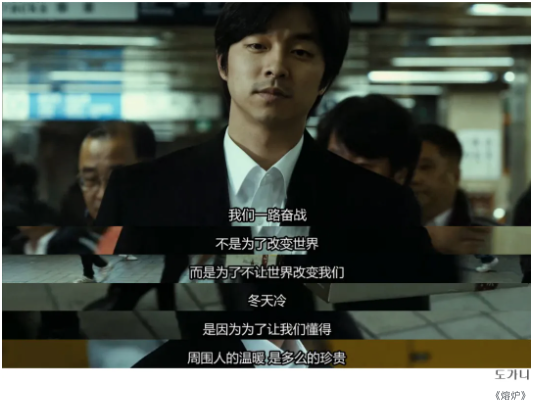 我们一路奋战
不是为了改变世界
而是为了不让世界改变我们
冬天冷
是因为为了让我们懂得
周围人的温暖,是多么的珍贵
도가니
《熔炉》